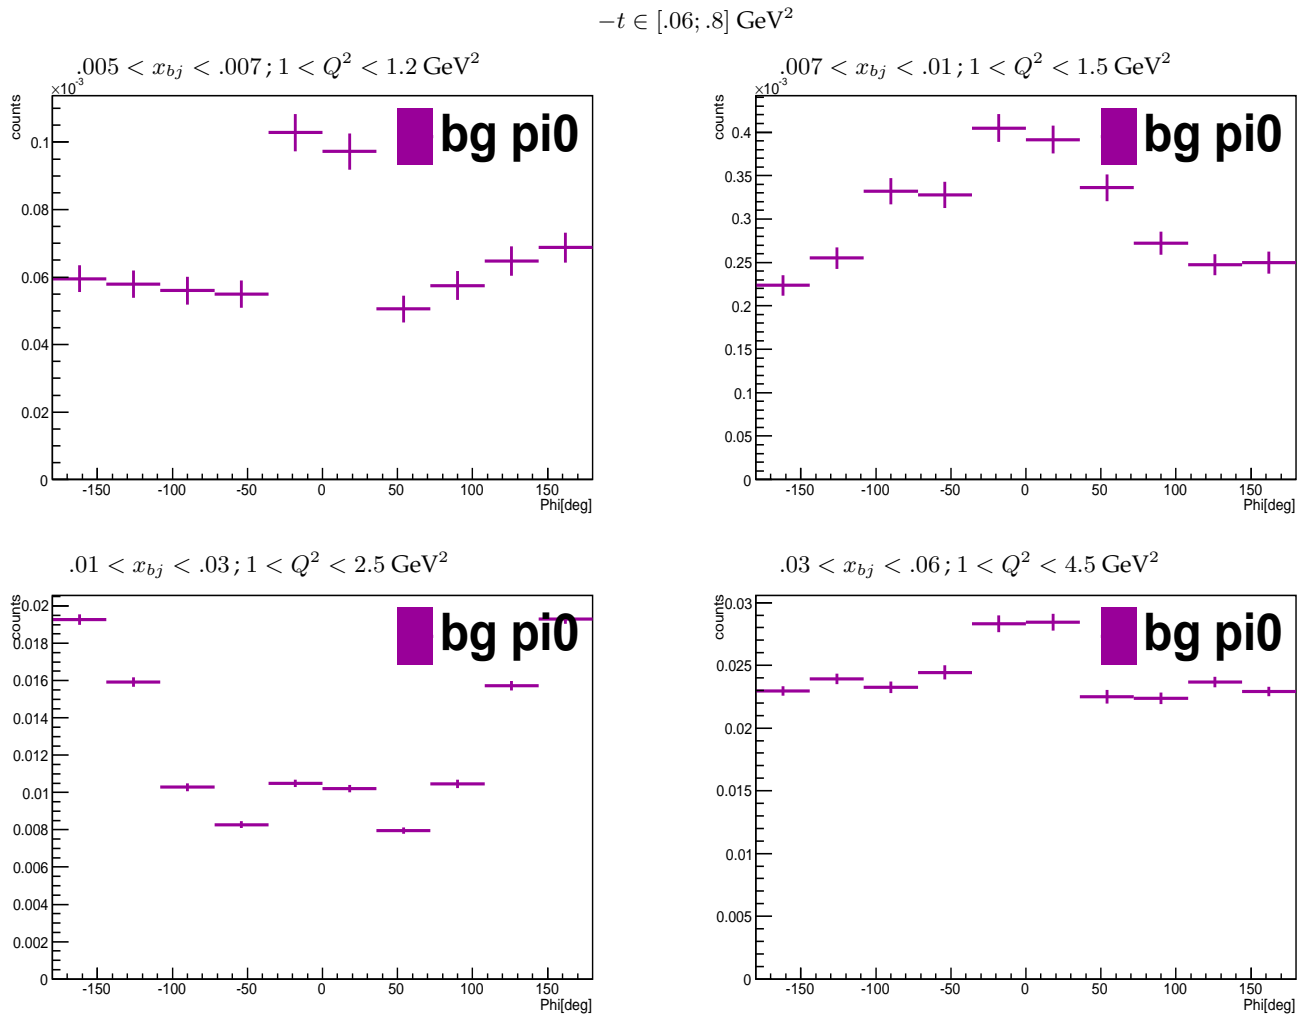 −t ∈ [.06; .8] GeV²
.005 < x_bj < .007 ; 1 < Q² < 1.2 GeV²
×10⁻³
counts
bg pi0
0.1
0.08
0.06
0.04
0.02
0
-150 -100 -50 0 50 100 150
Phi[deg]
.007 < x_bj < .01 ; 1 < Q² < 1.5 GeV²
×10⁻³
counts
bg pi0
0.4
0.35
0.3
0.25
0.2
0.15
0.1
0.05
0
-150 -100 -50 0 50 100 150
Phi[deg]
.01 < x_bj < .03 ; 1 < Q² < 2.5 GeV²
counts
bg pi0
0.02
0.018
0.016
0.014
0.012
0.01
0.008
0.006
0.004
0.002
0
-150 -100 -50 0 50 100 150
Phi[deg]
.03 < x_bj < .06 ; 1 < Q² < 4.5 GeV²
counts
bg pi0
0.03
0.025
0.02
0.015
0.01
0.005
0
-150 -100 -50 0 50 100 150
Phi[deg]